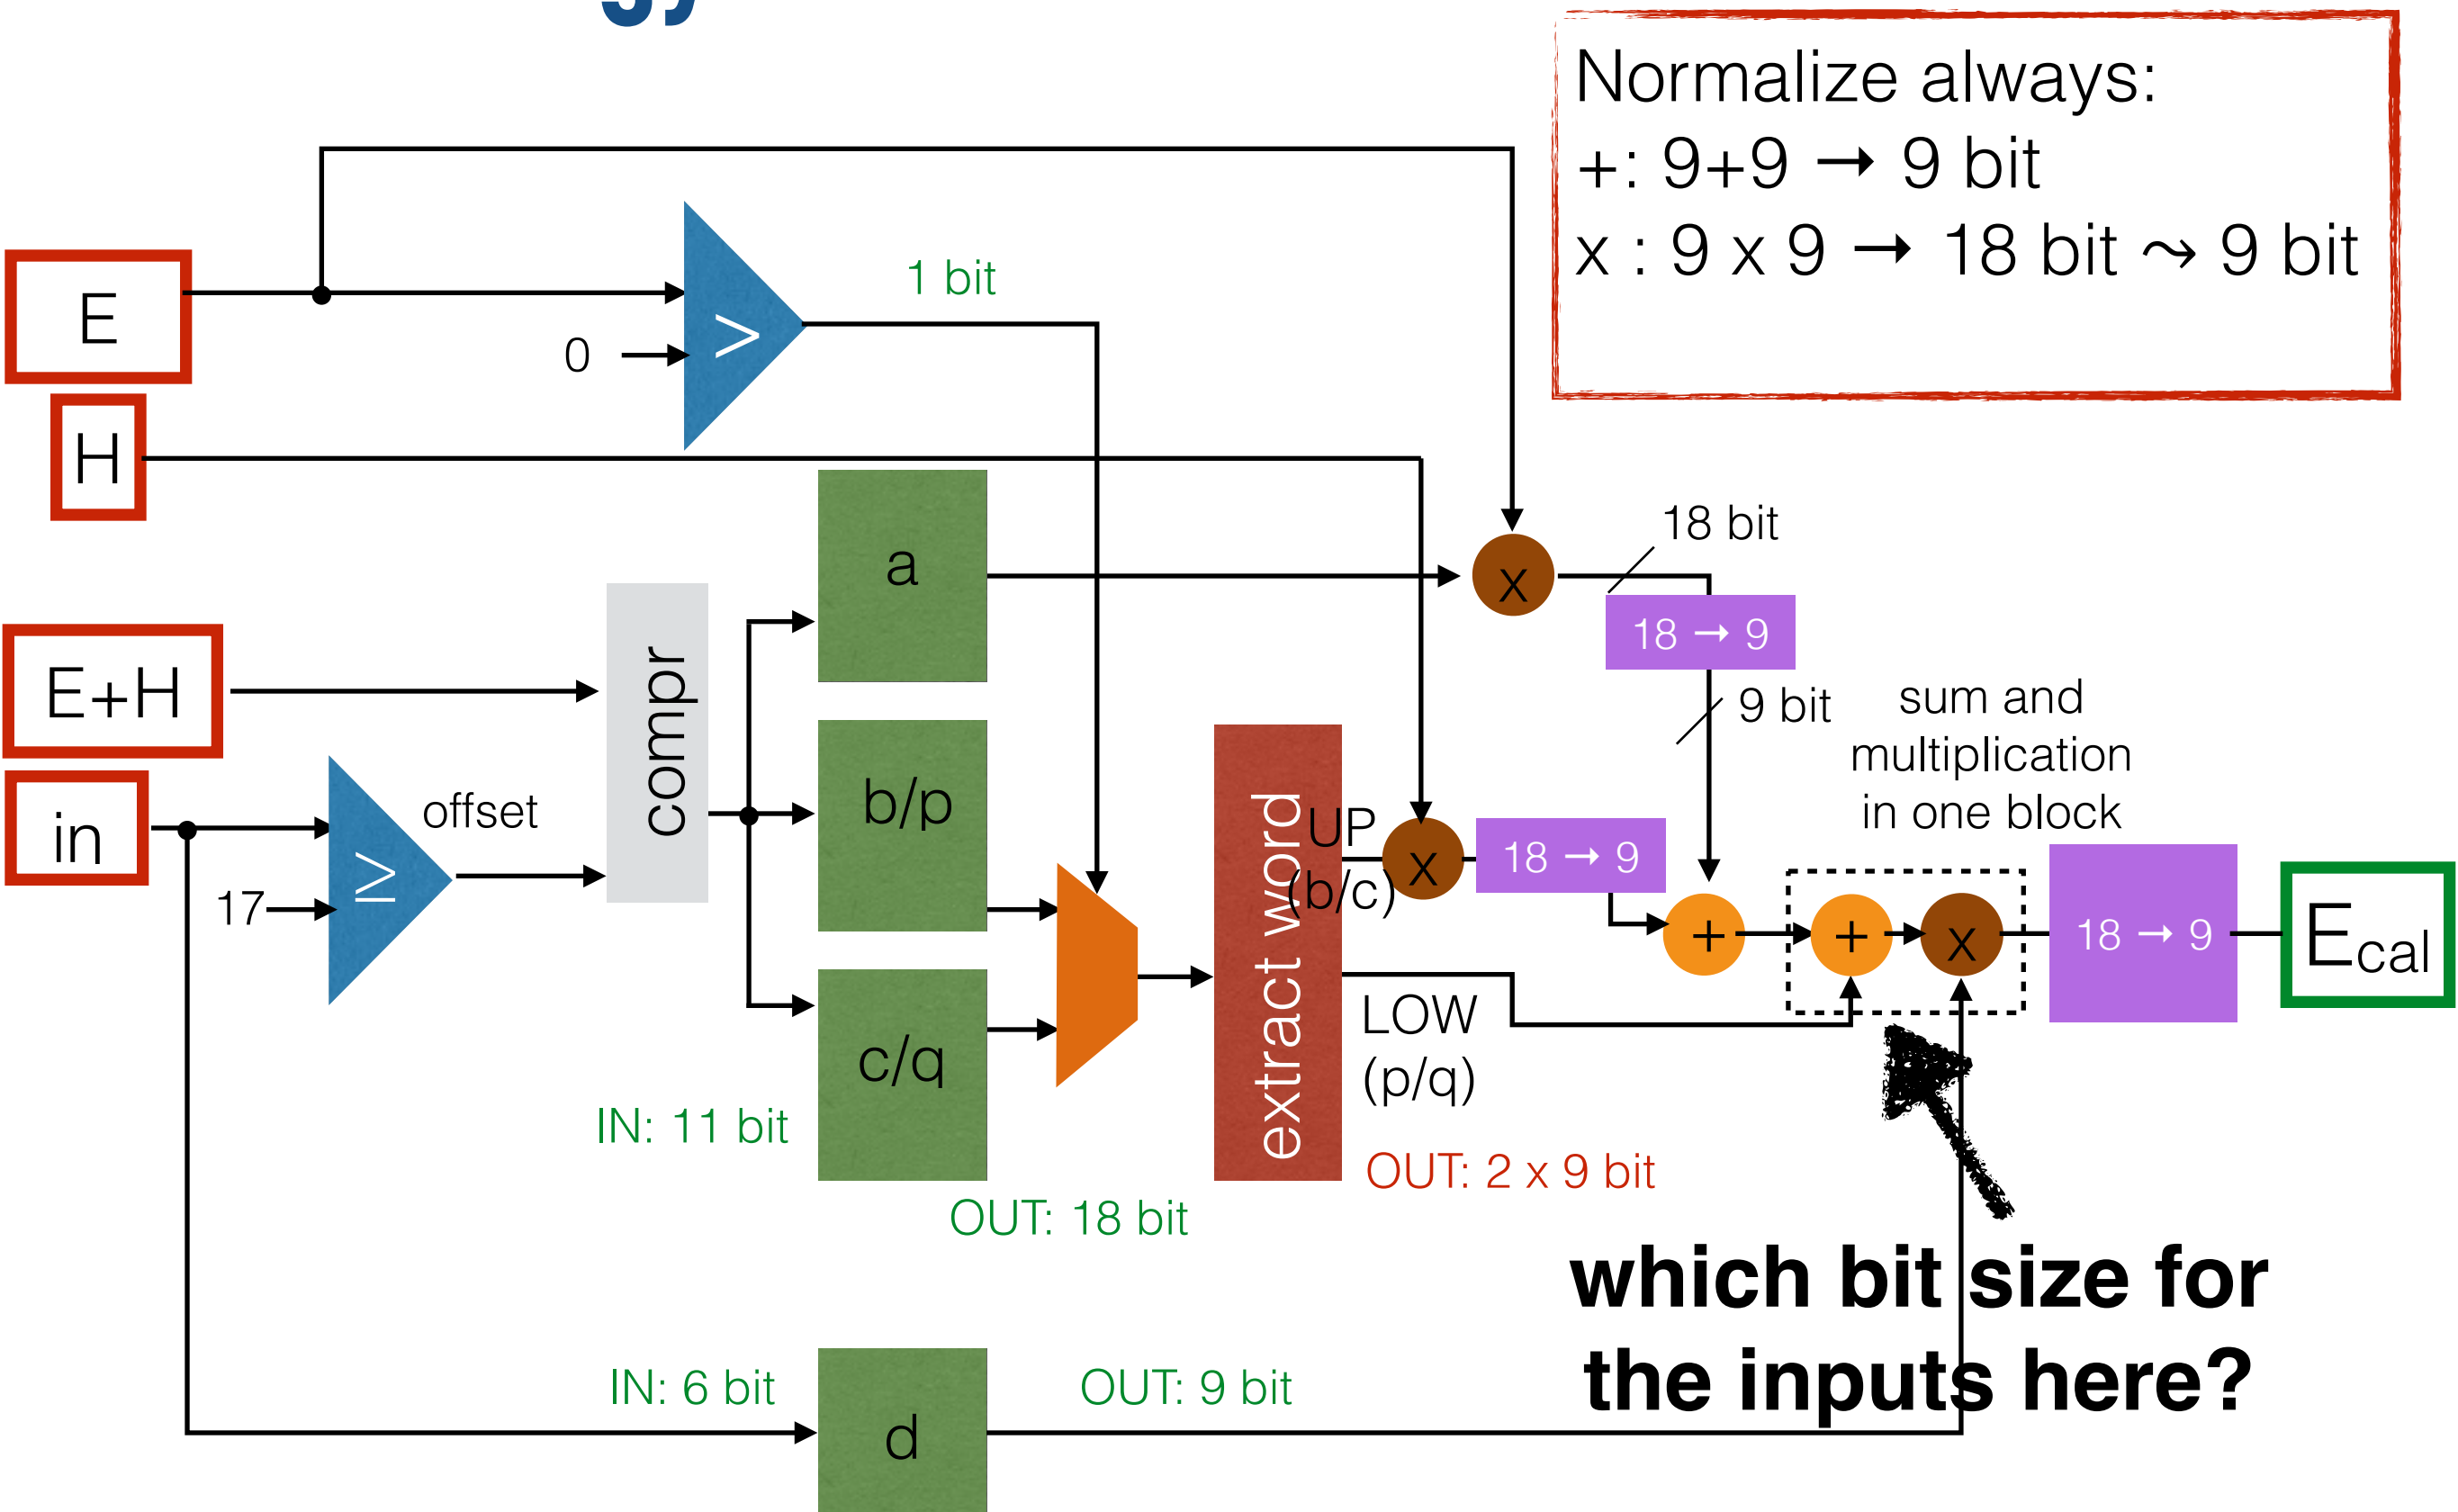 Normalize always:
+: 9+9 → 9 bit
x : 9 x 9 → 18 bit ⤳ 9 bit
E
0
>
1 bit
H
a
x
18 bit
18 → 9
9 bit
E+H
in
17
≥
offset
compr
b/p
c/q
IN: 11 bit
OUT: 18 bit
extract word
UP
(b/c)
x
18 → 9
LOW
(p/q)
OUT: 2 x 9 bit
sum and
multiplication
in one block
+
+
x
18 → 9
Ecal
which bit size for
the inputs here?
IN: 6 bit
d
OUT: 9 bit